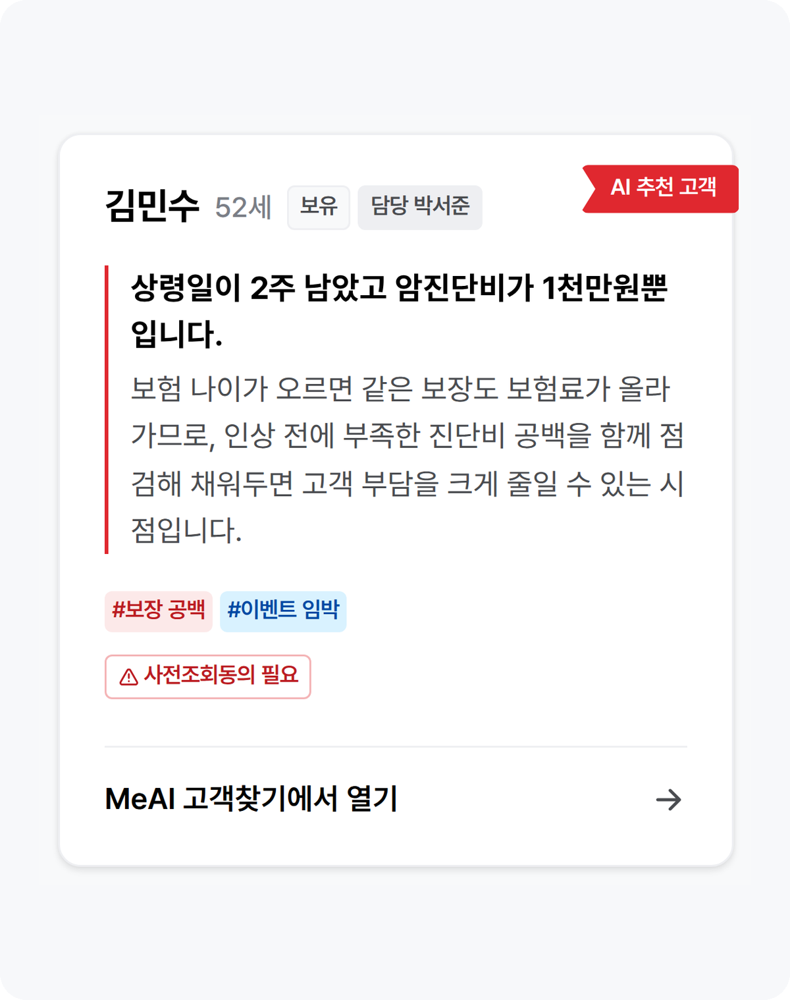 AI 추천 고객
김민수 52세 보유 담당 박서준
상령일이 2주 남았고 암진단비가 1천만원뿐
입니다.
보험 나이가 오르면 같은 보장도 보험료가 올라
가므로, 인상 전에 부족한 진단비 공백을 함께 점
검해 채워두면 고객 부담을 크게 줄일 수 있는 시
점입니다.
#보장 공백 #이벤트 임박
사전조회동의 필요
MeAI 고객찾기에서 열기